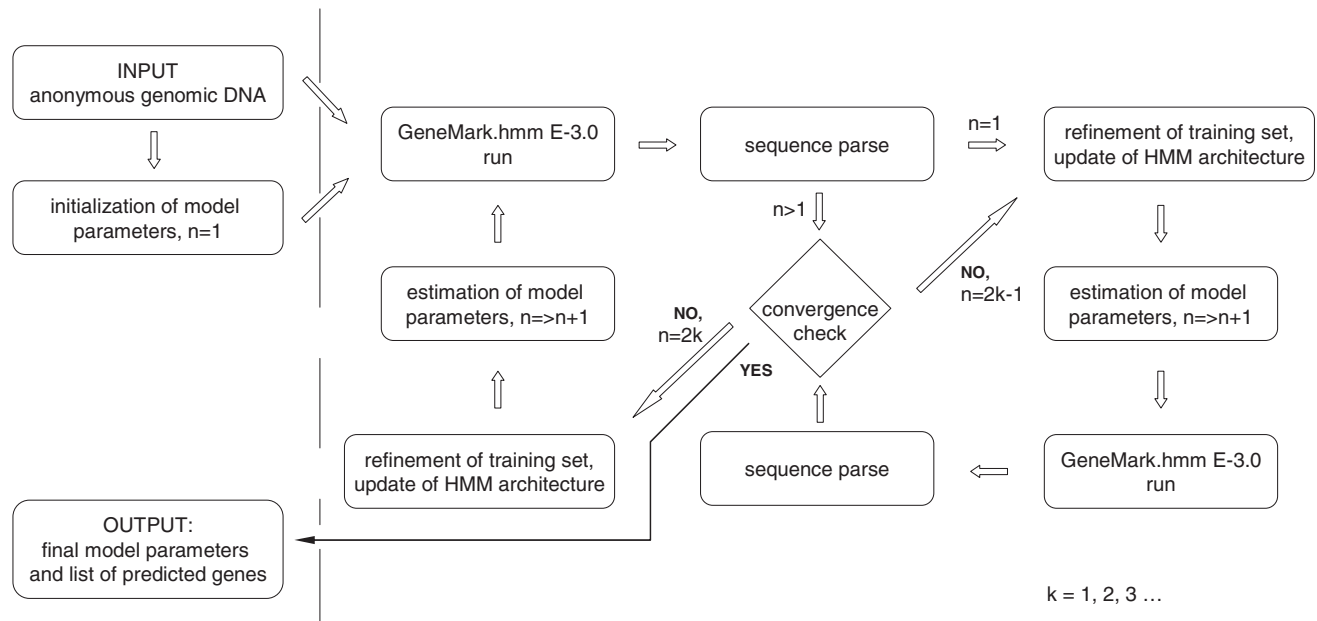 INPUT
anonymous genomic DNA
initialization of model
parameters, n=1
GeneMark.hmm E-3.0
run
sequence parse
n=1
refinement of training set,
update of HMM architecture
n>1
estimation of model
parameters, n=>n+1
convergence
check
NO,
n=2k-1
estimation of model
parameters, n=>n+1
NO,
n=2k
YES
refinement of training set,
update of HMM architecture
sequence parse
GeneMark.hmm E-3.0
run
OUTPUT:
final model parameters
and list of predicted genes
k = 1, 2, 3 ...